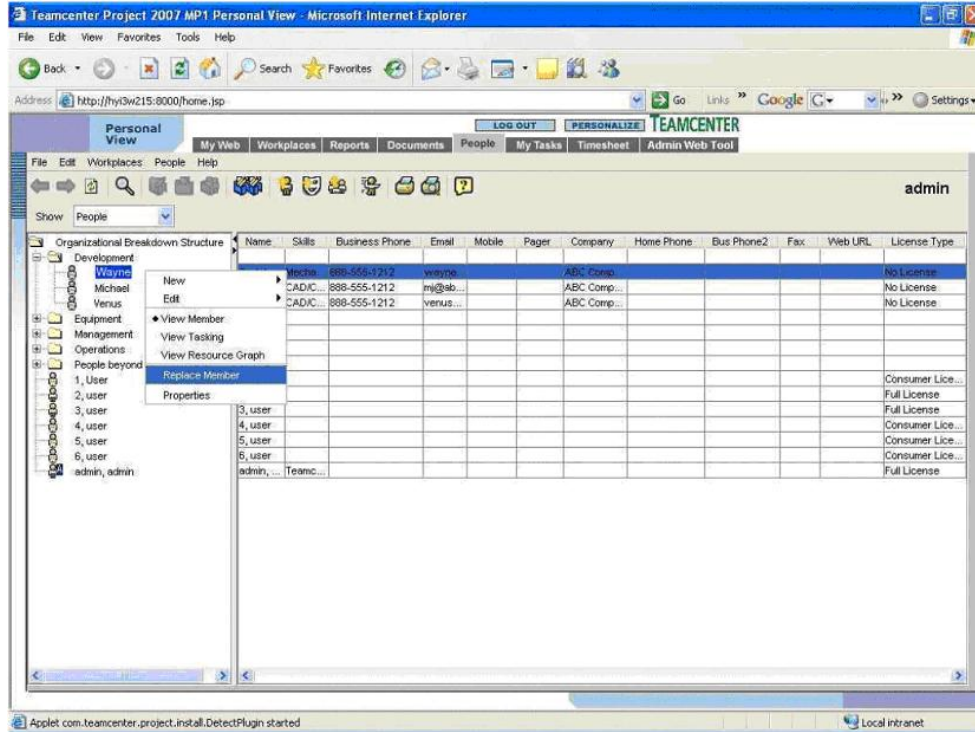 Teamcenter Project 2007 MP1 Personal View - Microsoft Internet Explorer
File Edit View Favorites Tools Help
Back Search Favorites
Address http://hyi3w215:8000/home.jsp Go Links » Google G » Settings
Personal View
LOG OUT PERSONALIZE TEAMCENTER
My Web Workplaces Reports Documents People My Tasks Timesheet Admin Web Tool
File Edit Workplaces People Help
admin
Show People
Organizational Breakdown Structure Name Skills Business Phone Email Mobile Pager Company Home Phone Bus Phone2 Fax Web URL License Type
Development
Wayne Mecha... 888-555-1212 wayne... ABC Comp... No License
Michael CAD/C... 888-555-1212 mj@ab... ABC Comp... No License
Venus CAD/C... 888-555-1212 venus... ABC Comp... No License
Equipment
Management
Operations
People beyond
New
Edit
View Member
View Tasking
View Resource Graph
Replace Member
Properties
1, User Consumer Lice...
2, user Full License
3, user 3, user Full License
4, user 4, user Consumer Lice...
5, user 5, user Consumer Lice...
6, user 6, user Consumer Lice...
admin, admin admin, ... Teamc... Full License
Applet com.teamcenter.project.install.DetectPlugin started Local intranet